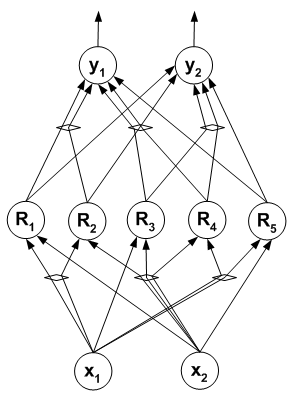 y₁ y₂
R₁ R₂ R₃ R₄ R₅
x₁ x₂